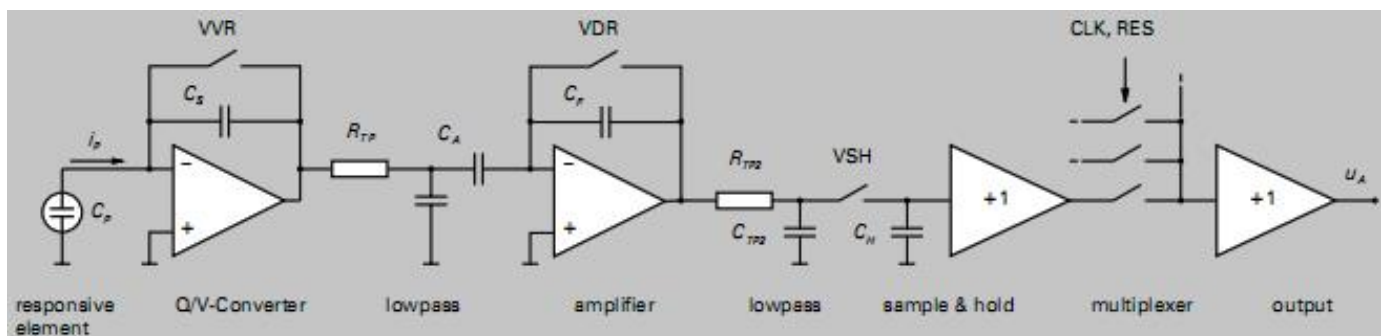 VVR
VDR
CLK, RES
C_S
C_F
i_P
R_TP
C_A
R_TP2
VSH
u_A
C_P
C_TP2
C_H
−
+
−
+
+1
+1
responsive element
Q/V-Converter
lowpass
amplifier
lowpass
sample & hold
multiplexer
output